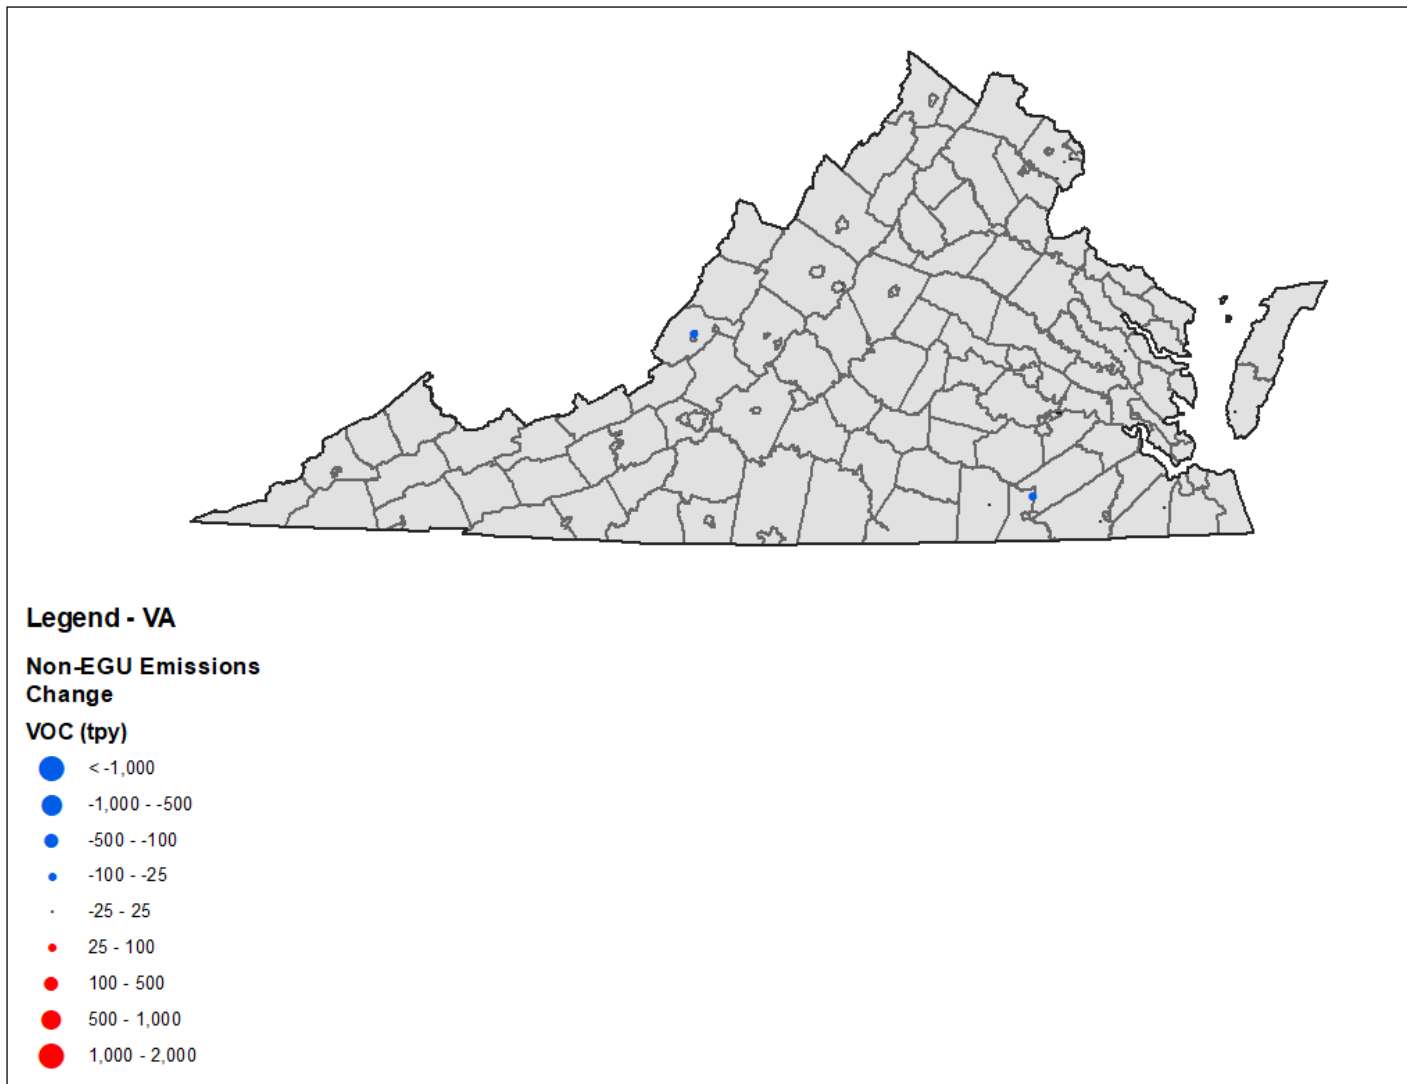 Legend - VA
Non-EGU Emissions
Change
VOC (tpy)
< -1,000
-1,000 - -500
-500 - -100
-100 - -25
-25 - 25
25 - 100
100 - 500
500 - 1,000
1,000 - 2,000